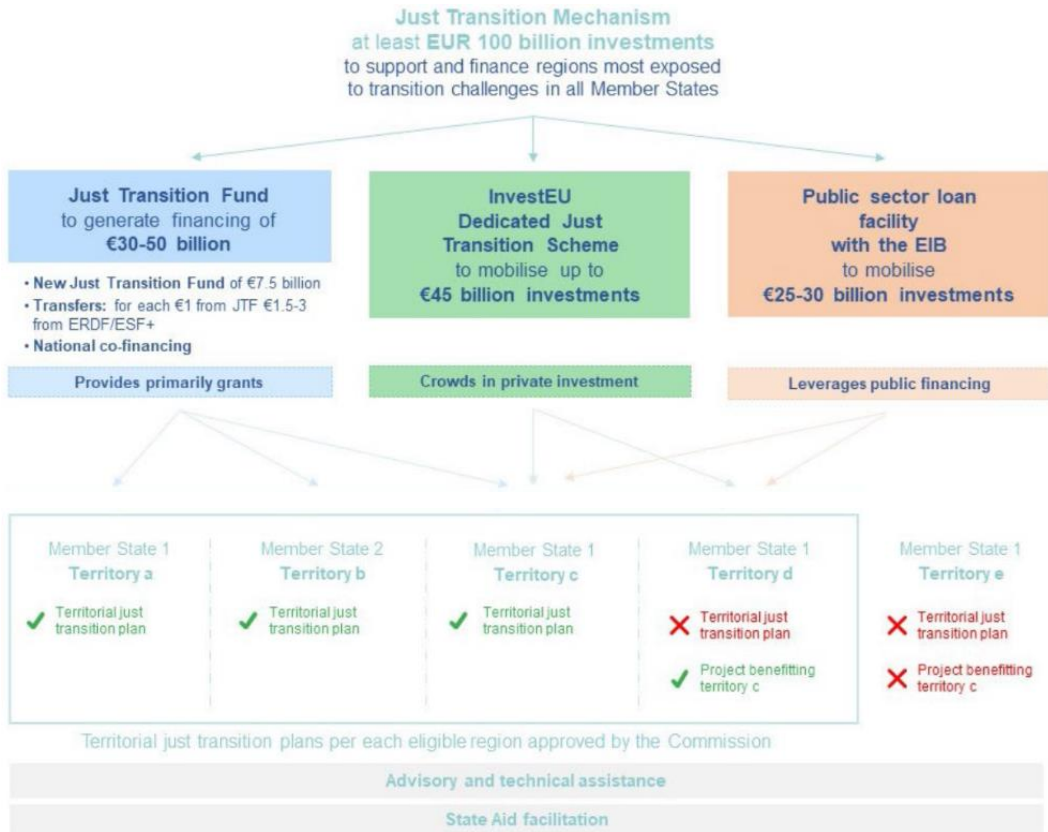 Just Transition Mechanism
at least EUR 100 billion investments
to support and finance regions most exposed
to transition challenges in all Member States
Just Transition Fund
to generate financing of
€30-50 billion
• New Just Transition Fund of €7.5 billion
• Transfers: for each €1 from JTF €1.5-3
from ERDF/ESF+
• National co-financing
Provides primarily grants
InvestEU
Dedicated Just
Transition Scheme
to mobilise up to
€45 billion investments
Crowds in private investment
Public sector loan
facility
with the EIB
to mobilise
€25-30 billion investments
Leverages public financing
Member State 1
Territory a
Territorial just
transition plan
Member State 2
Territory b
Territorial just
transition plan
Member State 1
Territory c
Territorial just
transition plan
Member State 1
Territory d
Territorial just
transition plan
Project benefitting
territory c
Member State 1
Territory e
Territorial just
transition plan
Project benefitting
territory c
Territorial just transition plans per each eligible region approved by the Commission
Advisory and technical assistance
State Aid facilitation